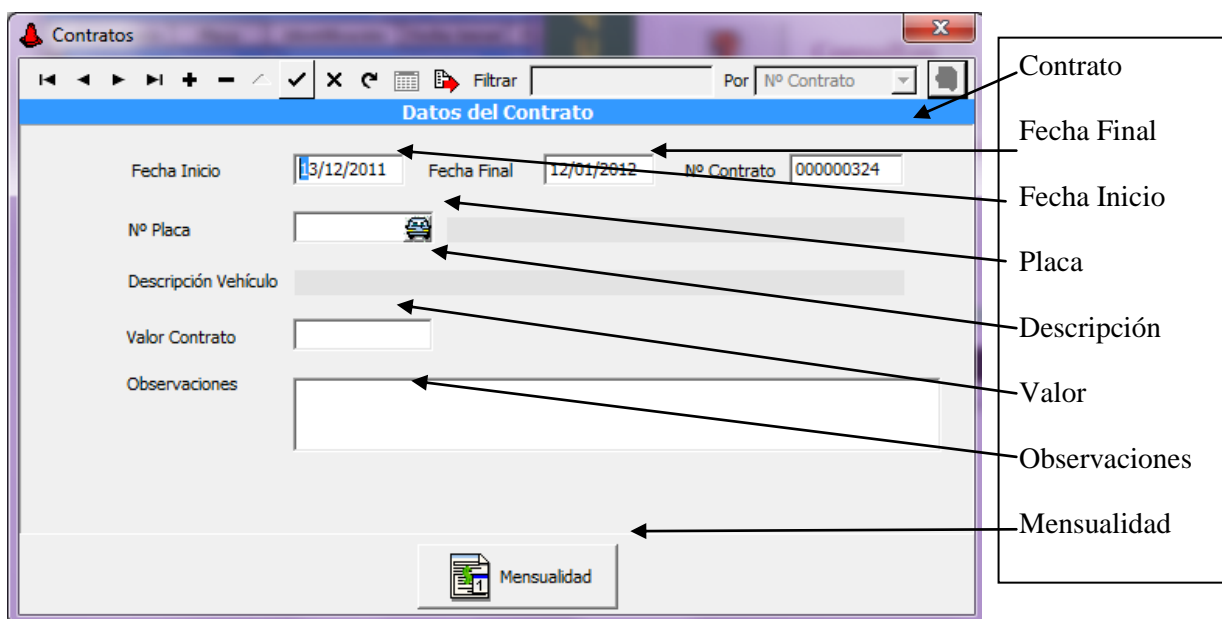 Contratos
Filtrar Por Nº Contrato
Datos del Contrato
Fecha Inicio 13/12/2011 Fecha Final 12/01/2012 Nº Contrato 000000324
Nº Placa
Descripción Vehículo
Valor Contrato
Observaciones
1 Mensualidad
Contrato
Fecha Final
Fecha Inicio
Placa
Descripción
Valor
Observaciones
Mensualidad